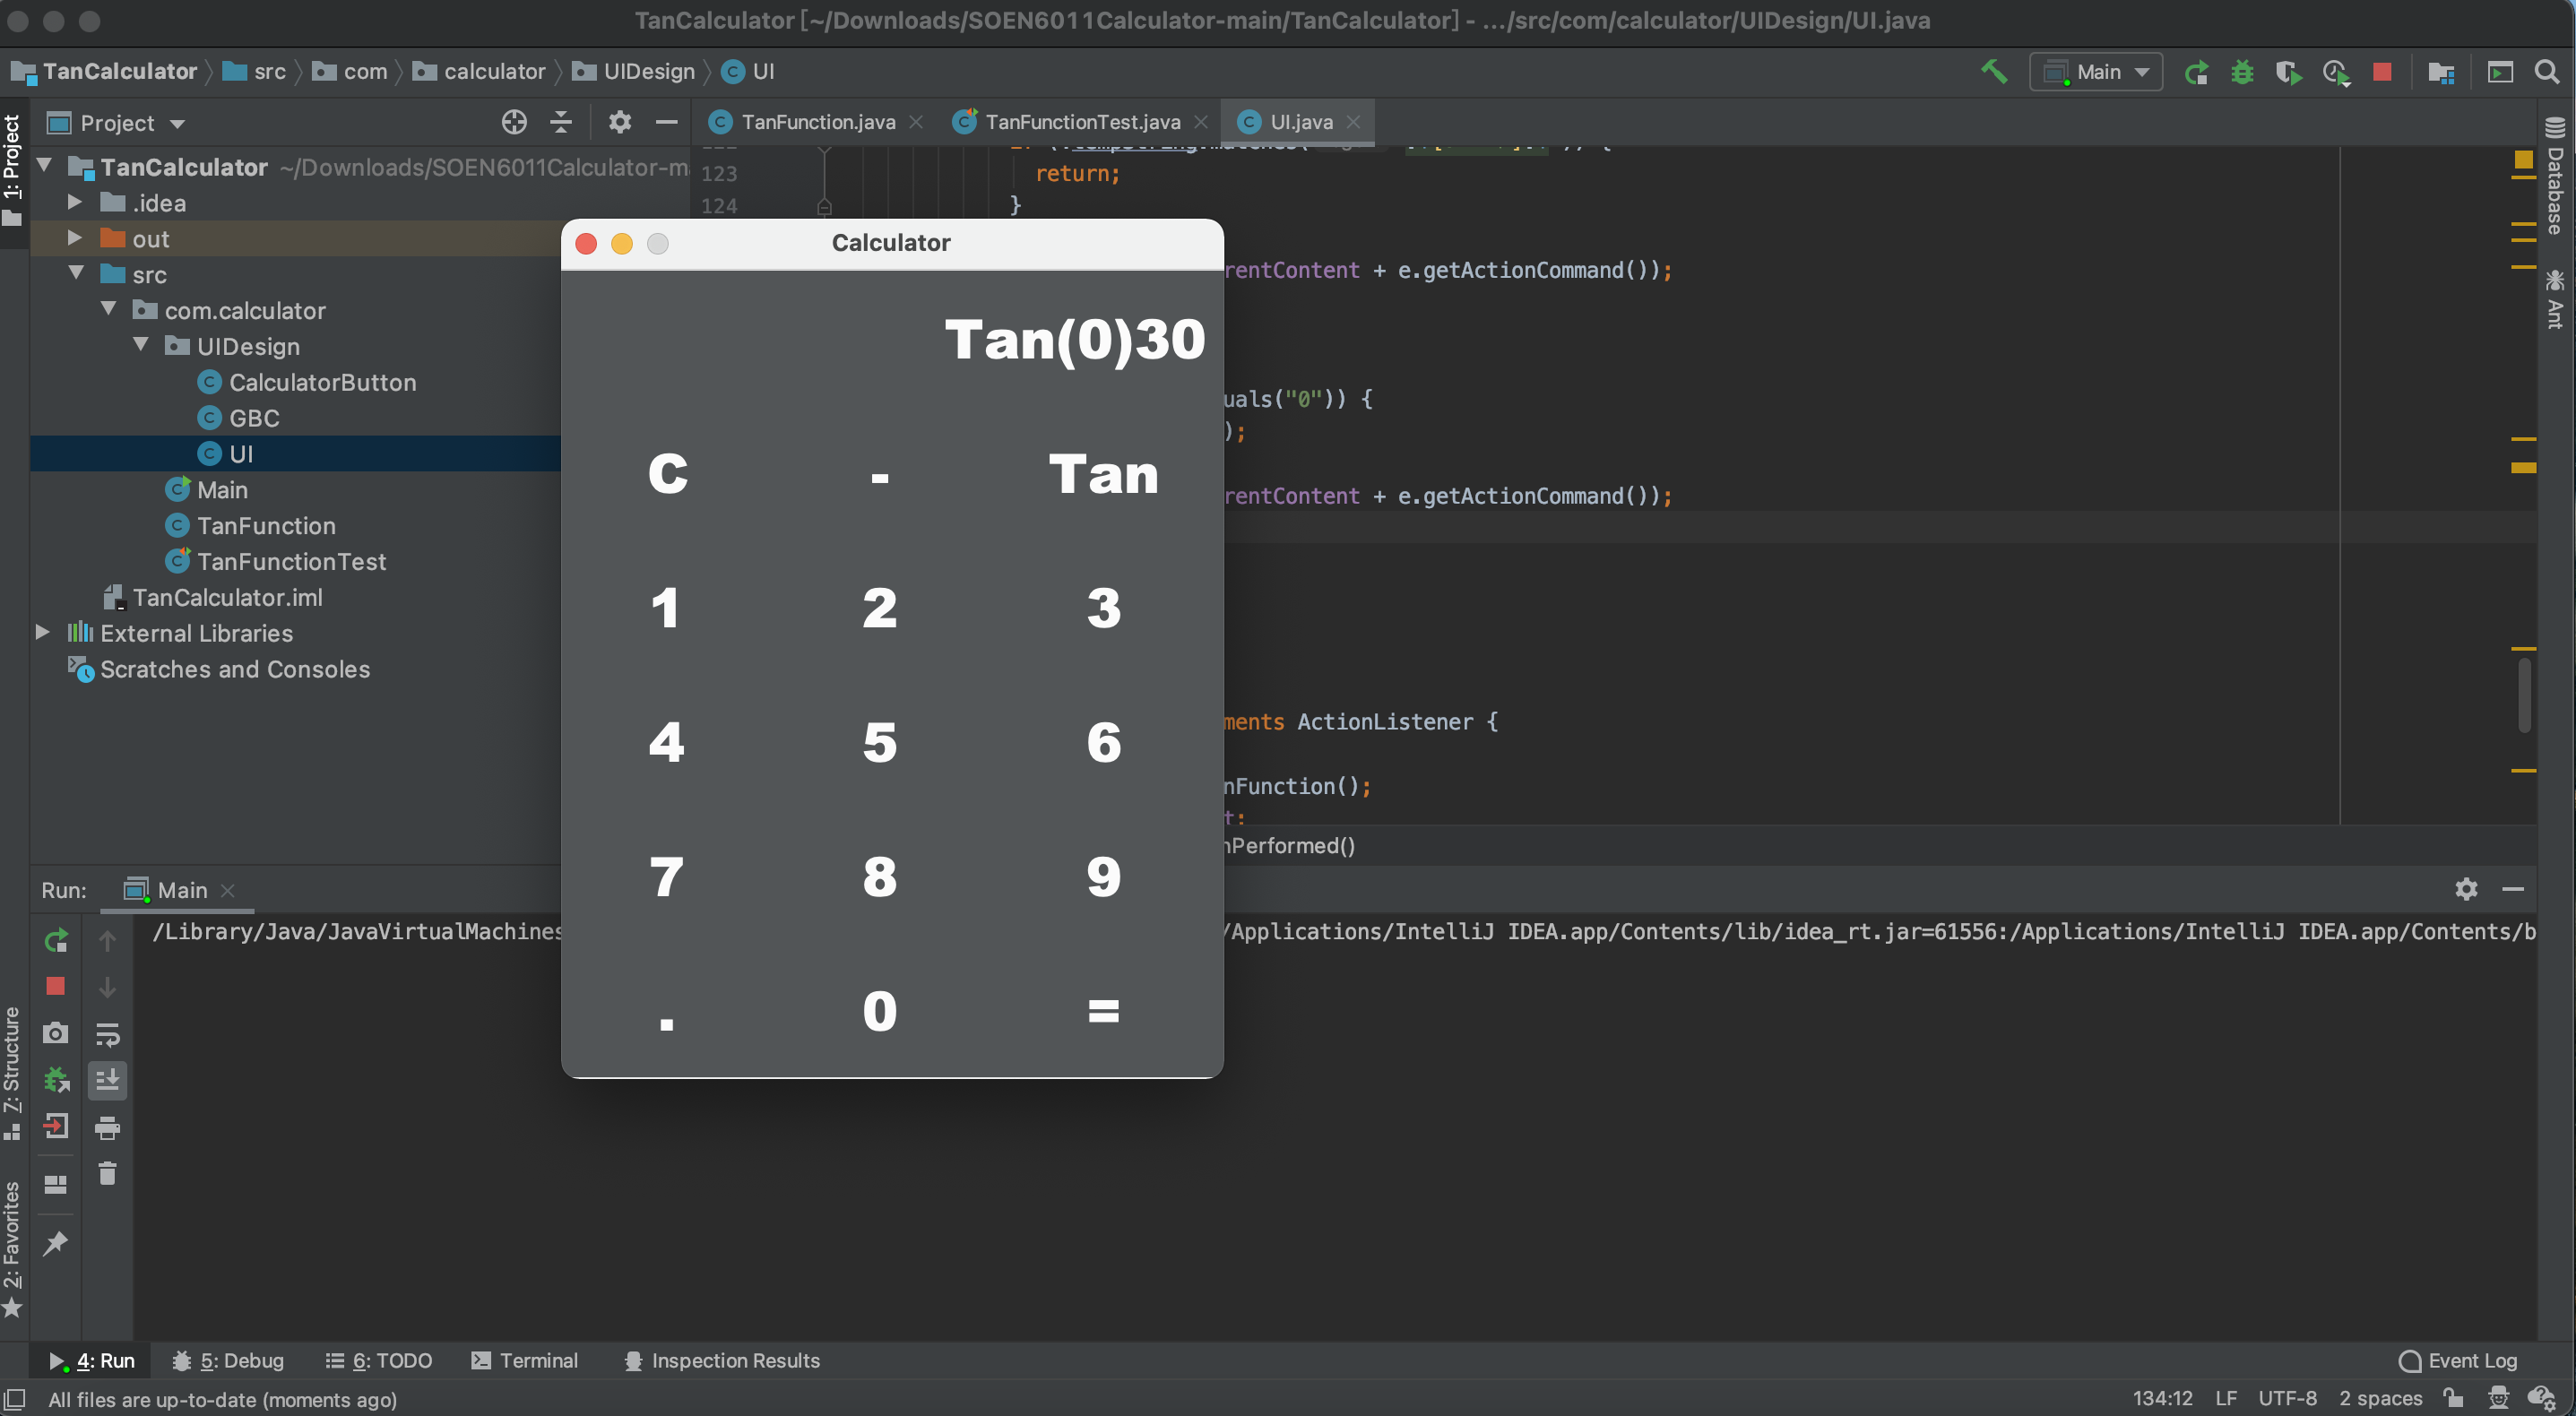 TanCalculator [~/Downloads/SOEN6011Calculator-main/TanCalculator] - .../src/com/calculator/UIDesign/UI.java
TanCalculator src com calculator UIDesign UI
Main
1: Project
Project
TanFunction.java TanFunctionTest.java UI.java
TanCalculator ~/Downloads/SOEN6011Calculator-m
.idea
out
src
com.calculator
UIDesign
CalculatorButton
GBC
UI
Main
TanFunction
TanFunctionTest
TanCalculator.iml
External Libraries
Scratches and Consoles
123 return;
124 }
rentContent + e.getActionCommand());
uals("0")) {
);
rentContent + e.getActionCommand());
ments ActionListener {
nFunction();
t;
nPerformed()
Database
Ant
Calculator
Tan(0)30
C - Tan
1 2 3
4 5 6
7 8 9
. 0 =
Run: Main
/Library/Java/JavaVirtualMachines
/Applications/IntelliJ IDEA.app/Contents/lib/idea_rt.jar=61556:/Applications/IntelliJ IDEA.app/Contents/b
7: Structure
2: Favorites
4: Run 5: Debug 6: TODO Terminal Inspection Results Event Log
All files are up-to-date (moments ago) 134:12 LF UTF-8 2 spaces